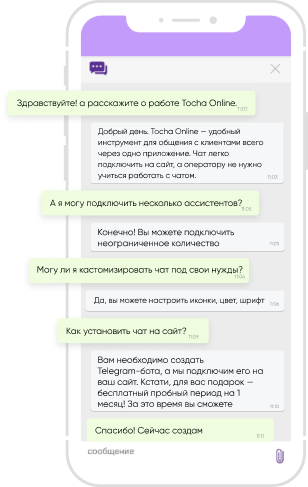 Здравствуйте! а расскажите о работе Tocha Online.
11:02
Добрый день. Tocha Online — удобный
инструмент для общения с клиентами всего
через одно приложение. Чат легко
подключить на сайт, а оператору не нужно
учиться работать с чатом.
11:03
А я могу подключить несколько ассистентов?
11:05
Конечно! Вы можете подключить
неограниченное количество
11:05
Могу ли я кастомизировать чат под свои нужды?
11:06
Да, вы можете настроить иконки, цвет, шрифт
11:08
Как установить чат на сайт?
11:09
Вам необходимо создать
Telegram-бота, а мы подключим его на
ваш сайт. Кстати, для вас подарок —
бесплатный пробный период на 1
месяц! За это время вы сможете
11:10
Спасибо! Сейчас создам
11:11
сообщение